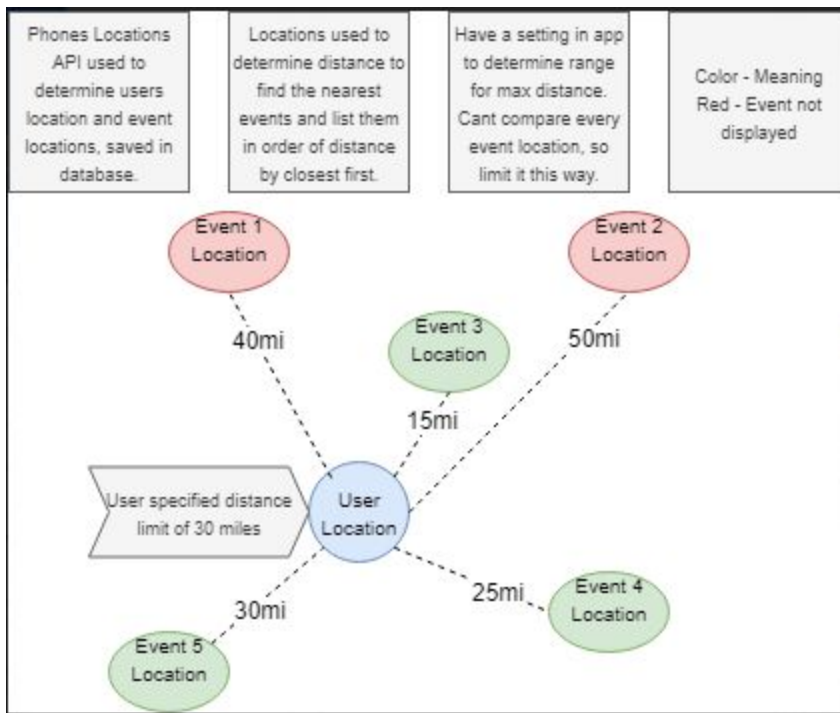 Phones Locations
API used to
determine users
location and event
locations, saved in
database.
Locations used to
determine distance to
find the nearest
events and list them
in order of distance
by closest first.
Have a setting in app
to determine range
for max distance.
Cant compare every
event location, so
limit it this way.
Color - Meaning
Red - Event not
displayed
Event 1
Location
Event 2
Location
40mi
Event 3
Location
50mi
15mi
User specified distance
limit of 30 miles
User
Location
30mi
25mi
Event 4
Location
Event 5
Location